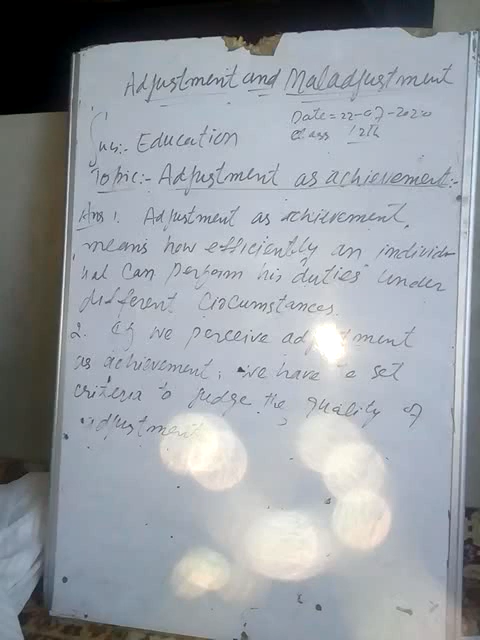 Adjustment and Maladjustment
Date = 22-07-2020
Class 12th
Sub:- Education
Topic:- Adjustment as achievement:-
Ans 1. Adjustment as achievement,
means how efficiently an individ-
ual can perform his duties under
different circumstances.
2. If we perceive adjustment
as achievement, we have to set
criteria to judge the quality of
adjustment